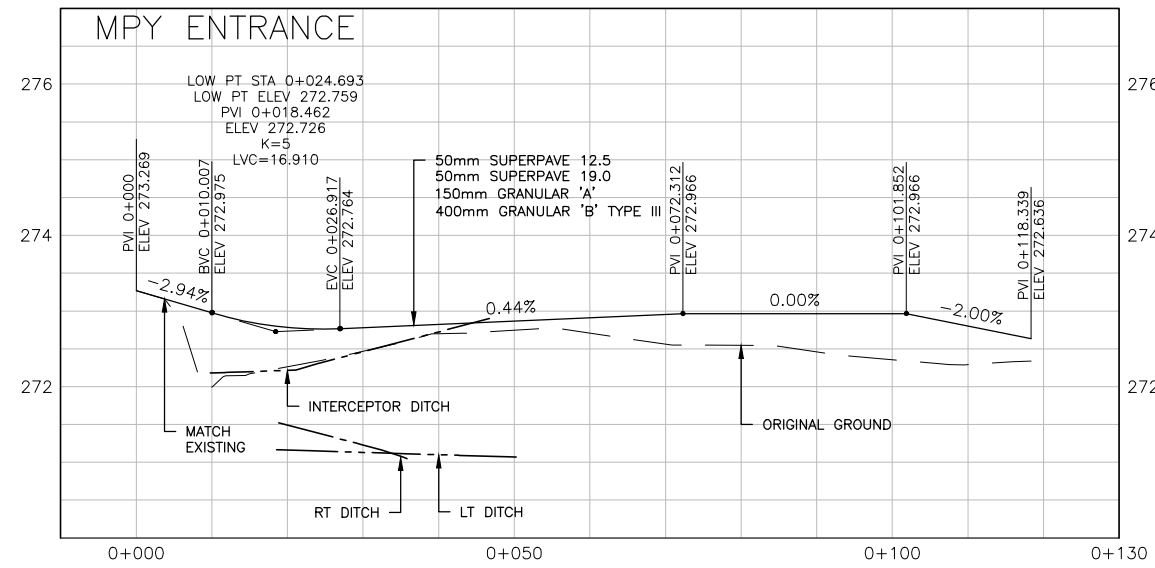 MPY ENTRANCE
LOW PT STA 0+024.693
LOW PT ELEV 272.759
PVI 0+018.462
ELEV 272.726
K=5
LVC=16.910
276
276
274
274
272
272
PVI 0+000
ELEV 273.269
BVC 0+010.007
ELEV 272.975
EVC 0+026.917
ELEV 272.764
50mm SUPERPAVE 12.5
50mm SUPERPAVE 19.0
150mm GRANULAR 'A'
400mm GRANULAR 'B' TYPE III
PVI 0+072.312
ELEV 272.966
PVI 0+101.852
ELEV 272.966
PVI 0+118.339
ELEV 272.636
-2.94%
0.44%
0.00%
-2.00%
INTERCEPTOR DITCH
MATCH
EXISTING
ORIGINAL GROUND
RT DITCH
LT DITCH
0+000
0+050
0+100
0+130